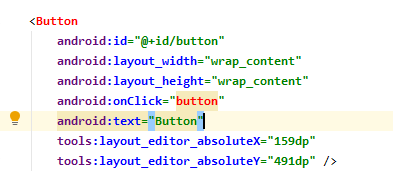 <Button
android:id="@+id/button"
android:layout_width="wrap_content"
android:layout_height="wrap_content"
android:onClick="button"
android:text="Button"
tools:layout_editor_absoluteX="159dp"
tools:layout_editor_absoluteY="491dp" />